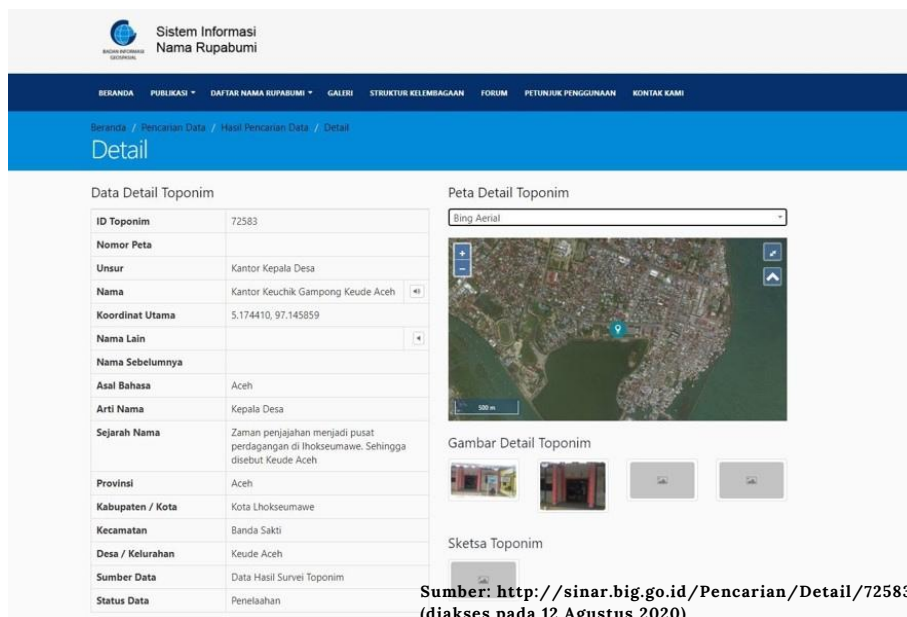 BADAN INFORMASI
GEOSPASIAL
Sistem Informasi
Nama Rupabumi
BERANDA PUBLIKASI DAFTAR NAMA RUPABUMI GALERI STRUKTUR KELEMBAGAAN FORUM PETUNJUK PENGGUNAAN KONTAK KAMI
Beranda / Pencarian Data / Hasil Pencarian Data / Detail
Detail
Data Detail Toponim
ID Toponim 72583
Nomor Peta
Unsur Kantor Kepala Desa
Nama Kantor Keuchik Gampong Keude Aceh
Koordinat Utama 5.174410, 97.145859
Nama Lain
Nama Sebelumnya
Asal Bahasa Aceh
Arti Nama Kepala Desa
Sejarah Nama Zaman penjajahan menjadi pusat
perdagangan di lhokseumawe. Sehingga
disebut Keude Aceh
Provinsi Aceh
Kabupaten / Kota Kota Lhokseumawe
Kecamatan Banda Sakti
Desa / Kelurahan Keude Aceh
Sumber Data Data Hasil Survei Toponim
Status Data Penelaahan
Peta Detail Toponim
Bing Aerial
+
−
500 m
Gambar Detail Toponim
Sketsa Toponim
Sumber: http://sinar.big.go.id/Pencarian/Detail/72583
(diakses pada 12 Agustus 2020)